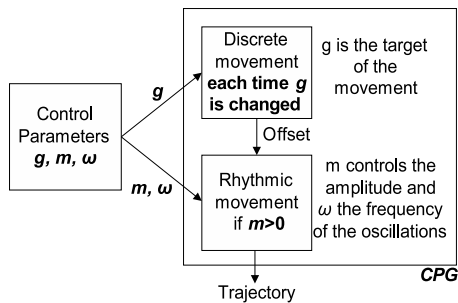 Control
Parameters
g, m, ω
g
m, ω
Discrete
movement
each time g
is changed
g is the target
of the
movement
Offset
Rhythmic
movement
if m>0
m controls the
amplitude and
ω the frequency
of the oscillations
CPG
Trajectory